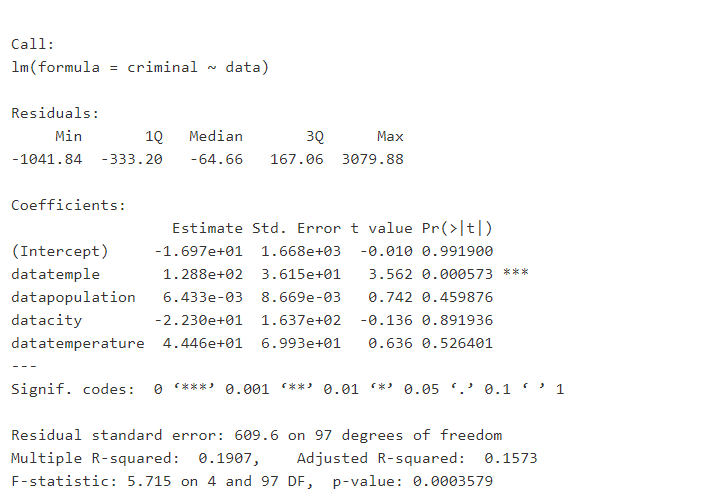 Call:
lm(formula = criminal ~ data)
Residuals:
     Min       1Q   Median       3Q      Max
-1041.84  -333.20   -64.66   167.06  3079.88
Coefficients:
                  Estimate Std. Error t value Pr(>|t|)
(Intercept)     -1.697e+01  1.668e+03  -0.010 0.991900
datatemple       1.288e+02  3.615e+01   3.562 0.000573 ***
datapopulation   6.433e-03  8.669e-03   0.742 0.459876
datacity        -2.230e+01  1.637e+02  -0.136 0.891936
datatemperature  4.446e+01  6.993e+01   0.636 0.526401
---
Signif. codes:  0 ‘***’ 0.001 ‘**’ 0.01 ‘*’ 0.05 ‘.’ 0.1 ‘ ’ 1
Residual standard error: 609.6 on 97 degrees of freedom
Multiple R-squared:  0.1907,    Adjusted R-squared:  0.1573
F-statistic: 5.715 on 4 and 97 DF,  p-value: 0.0003579